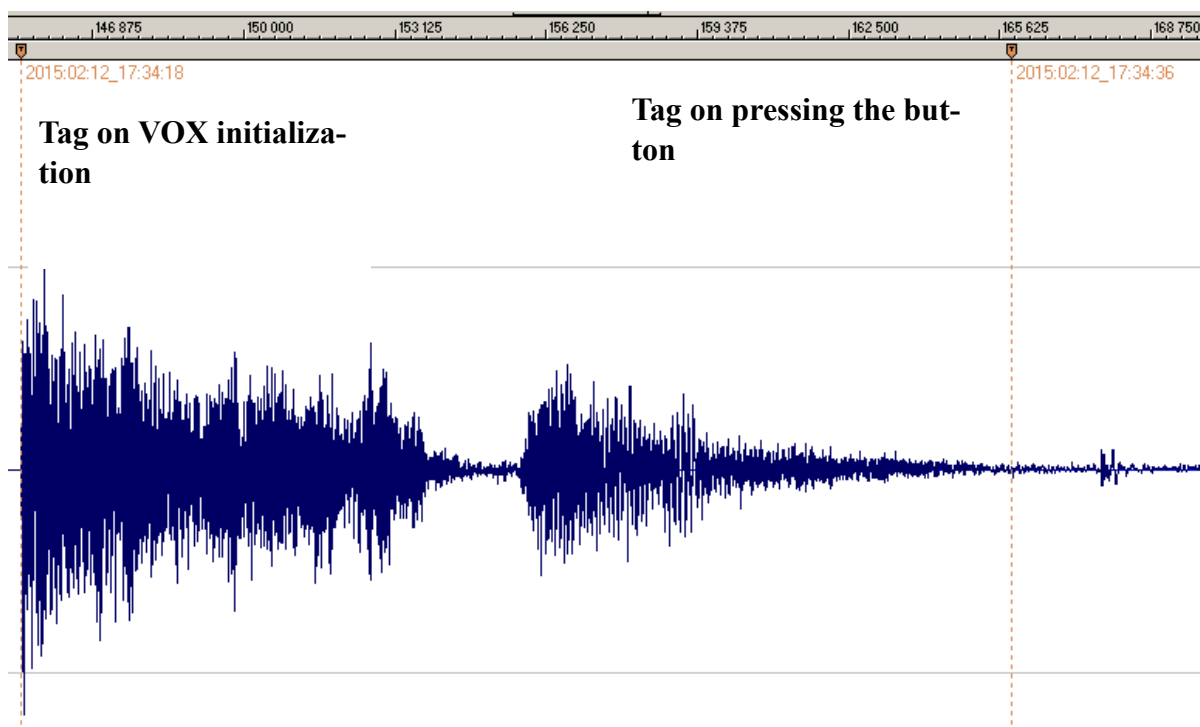 146 875 150 000 153 125 156 250 159 375 162 500 165 625 168 750
2015:02:12_17:34:18 2015:02:12_17:34:36
Tag on VOX initializa-
tion
Tag on pressing the but-
ton